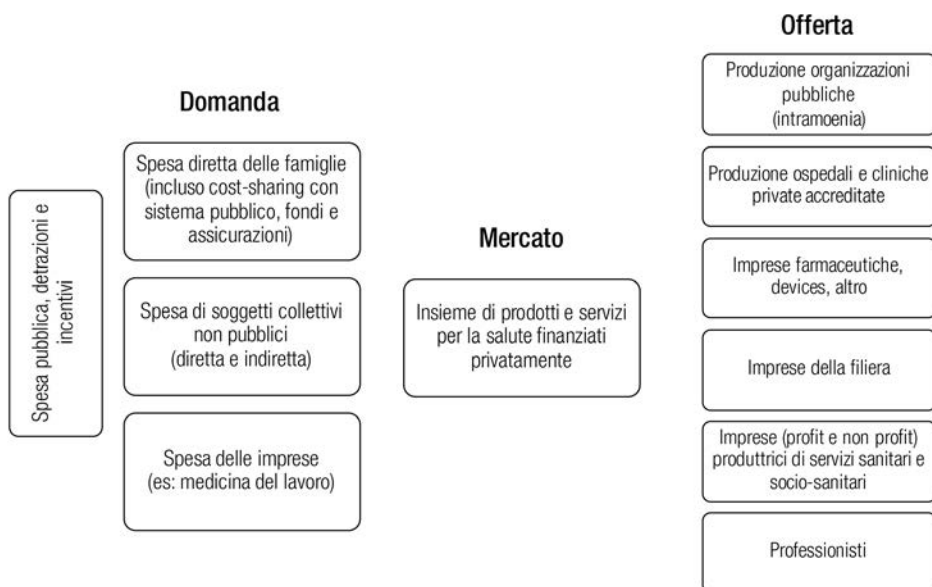 Spesa pubblica, detrazioni e
incentivi
Domanda
Spesa diretta delle famiglie
(incluso cost-sharing con
sistema pubblico, fondi e
assicurazioni)
Spesa di soggetti collettivi
non pubblici
(diretta e indiretta)
Spesa delle imprese
(es: medicina del lavoro)
Mercato
Insieme di prodotti e servizi
per la salute finanziati
privatamente
Offerta
Produzione organizzazioni
pubbliche
(intramoenia)
Produzione ospedali e cliniche
private accreditate
Imprese farmaceutiche,
devices, altro
Imprese della filiera
Imprese (profit e non profit)
produttrici di servizi sanitari e
socio-sanitari
Professionisti